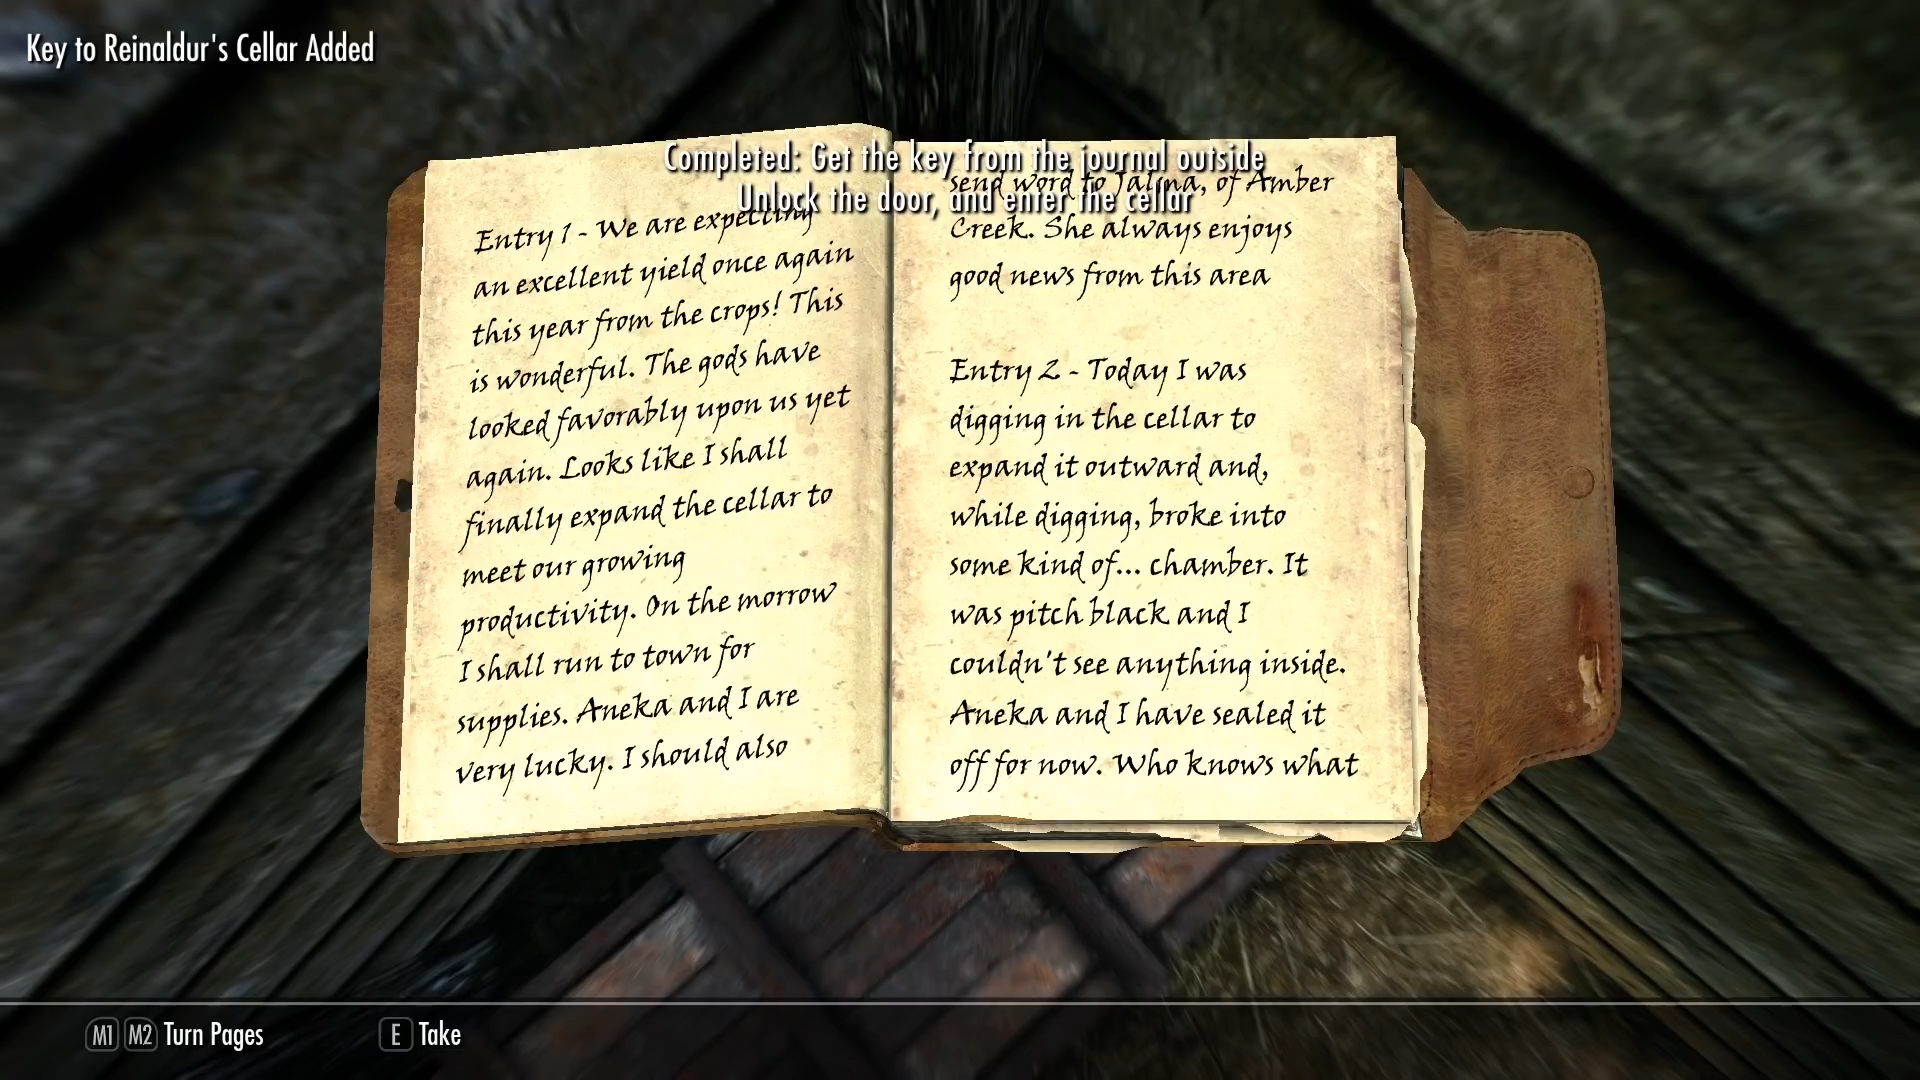 Key to Reinaldur's Cellar Added
Completed: Get the key from the journal outside
Unlock the door, and enter the cellar
Entry 1 - We are expecting
an excellent yield once again
this year from the crops! This
is wonderful. The gods have
looked favorably upon us yet
again. Looks like I shall
finally expand the cellar to
meet our growing
productivity. On the morrow
I shall run to town for
supplies. Aneka and I are
very lucky. I should also
send word to Jalina, of Amber
Creek. She always enjoys
good news from this area
Entry 2 - Today I was
digging in the cellar to
expand it outward and,
while digging, broke into
some kind of... chamber. It
was pitch black and I
couldn't see anything inside.
Aneka and I have sealed it
off for now. Who knows what
M1 M2 Turn Pages
E Take